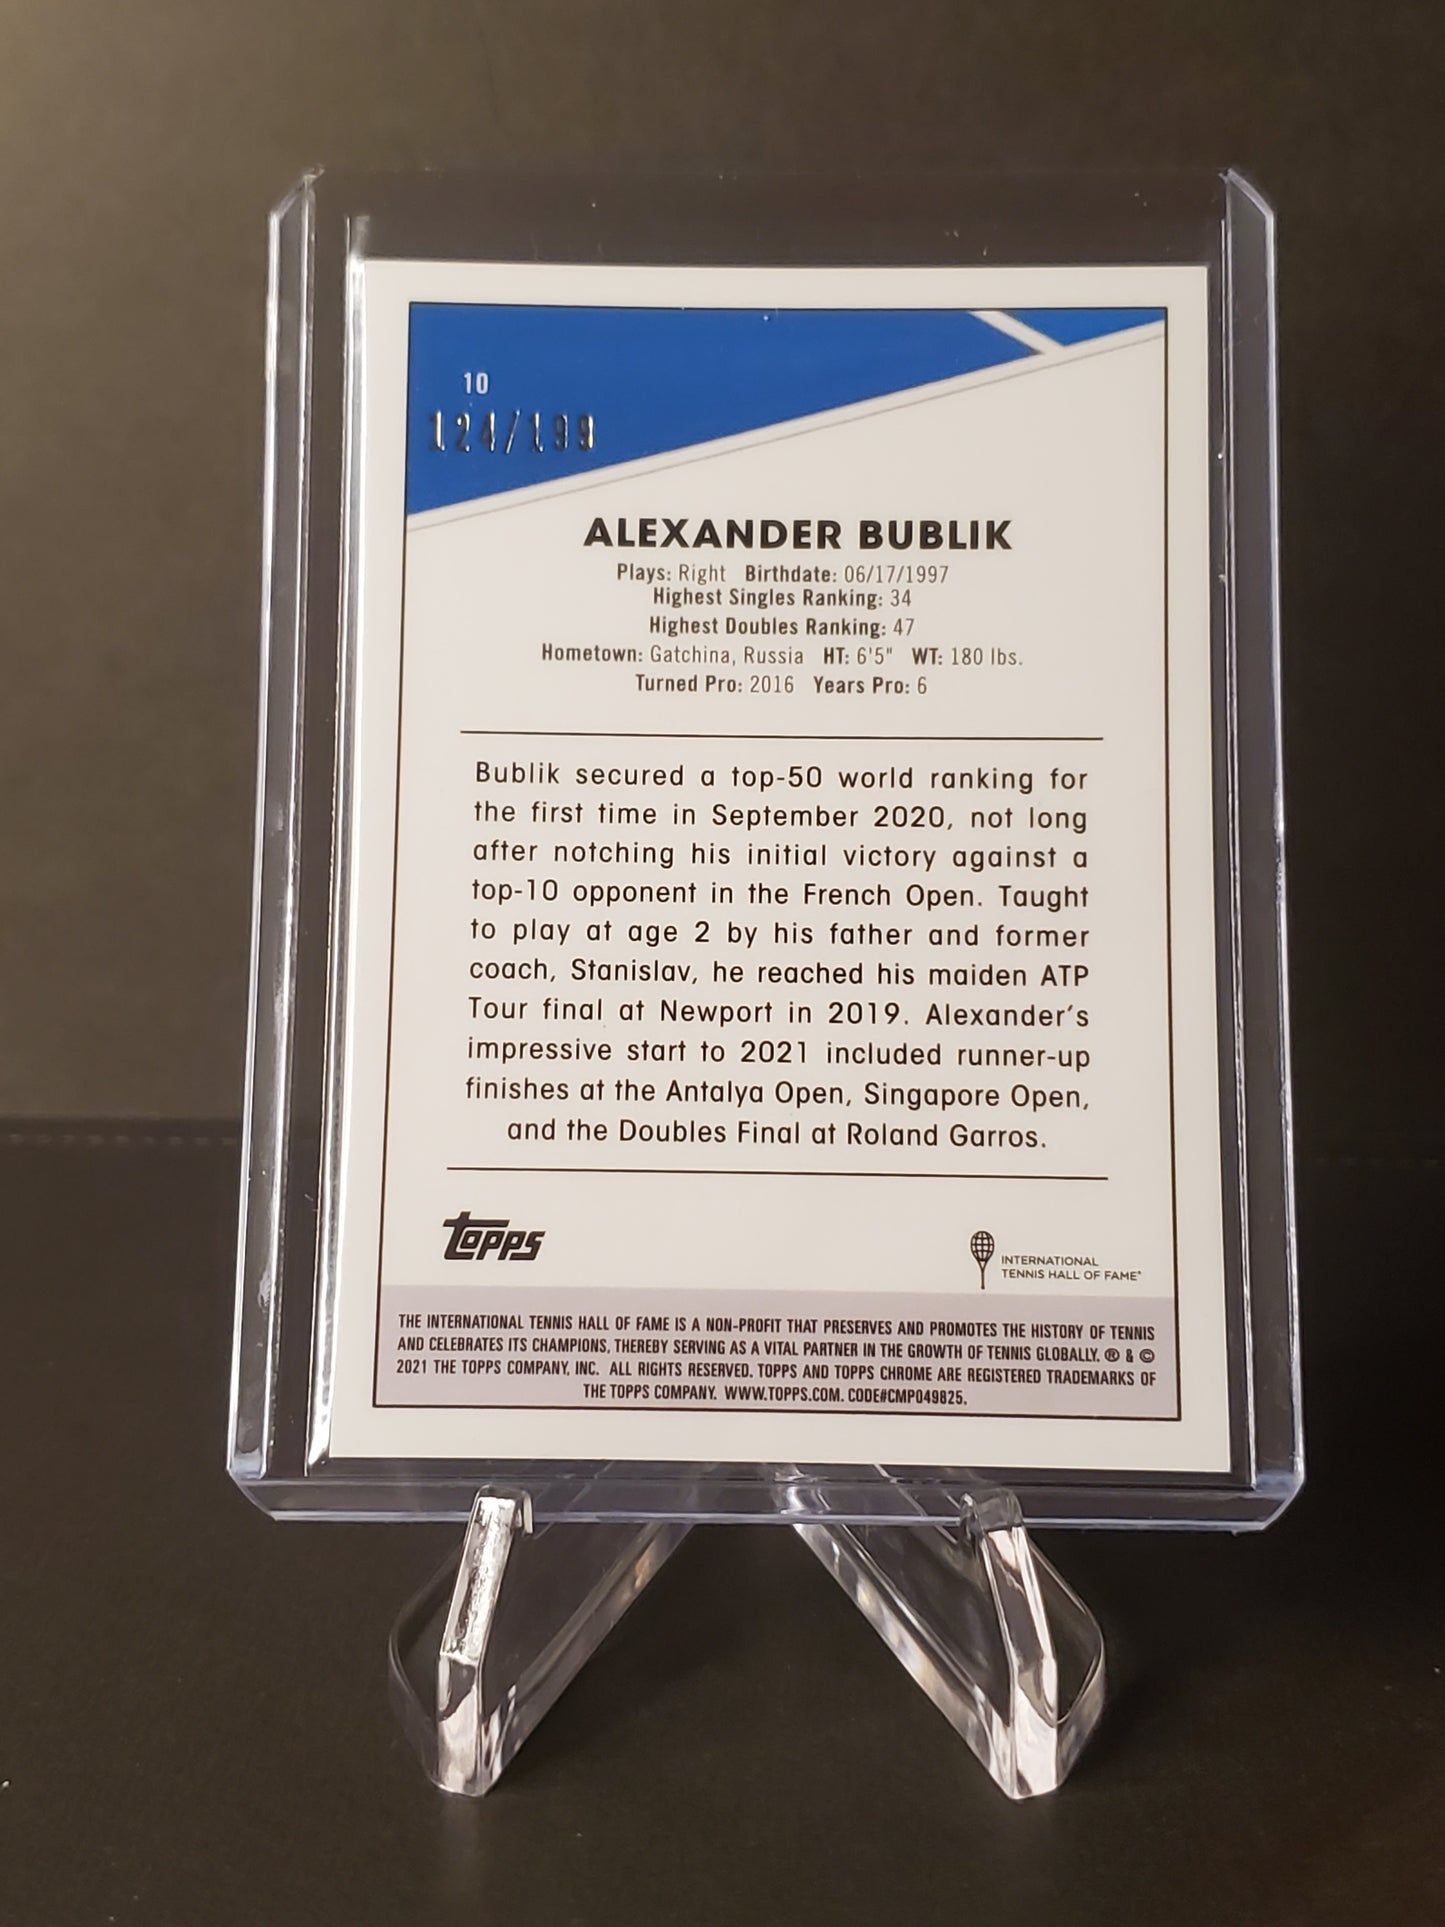 10
124/199
ALEXANDER BUBLIK
Plays: Right Birthdate: 06/17/1997
Highest Singles Ranking: 34
Highest Doubles Ranking: 47
Hometown: Gatchina, Russia HT: 6'5" WT: 180 lbs.
Turned Pro: 2016 Years Pro: 6
Bublik secured a top-50 world ranking for
the first time in September 2020, not long
after notching his initial victory against a
top-10 opponent in the French Open. Taught
to play at age 2 by his father and former
coach, Stanislav, he reached his maiden ATP
Tour final at Newport in 2019. Alexander's
impressive start to 2021 included runner-up
finishes at the Antalya Open, Singapore Open,
and the Doubles Final at Roland Garros.
Topps
INTERNATIONAL
TENNIS HALL OF FAME®
THE INTERNATIONAL TENNIS HALL OF FAME IS A NON-PROFIT THAT PRESERVES AND PROMOTES THE HISTORY OF TENNIS
AND CELEBRATES ITS CHAMPIONS, THEREBY SERVING AS A VITAL PARTNER IN THE GROWTH OF TENNIS GLOBALLY. ® & ©
2021 THE TOPPS COMPANY, INC. ALL RIGHTS RESERVED. TOPPS AND TOPPS CHROME ARE REGISTERED TRADEMARKS OF
THE TOPPS COMPANY. WWW.TOPPS.COM. CODE#CMP049825.